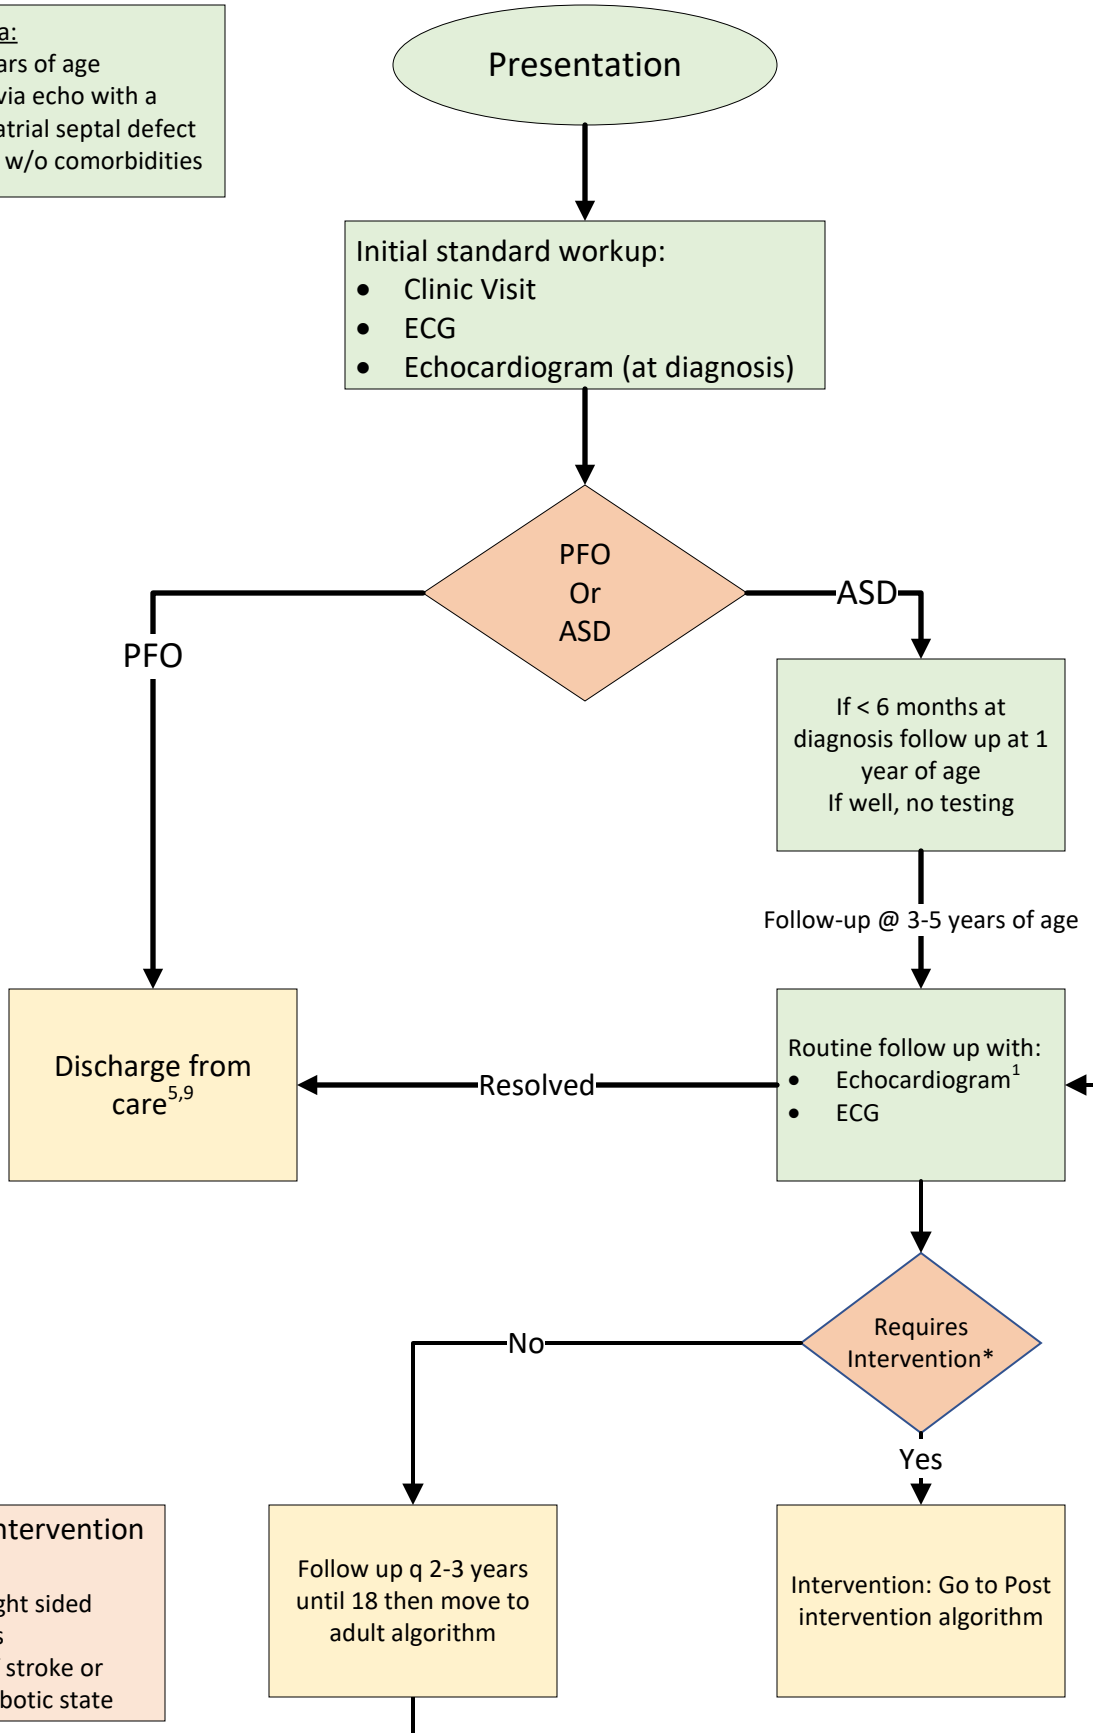 a:
ars of age
via echo with a
atrial septal defect
w/o comorbidities
Presentation
Initial standard workup:
• Clinic Visit
• ECG
• Echocardiogram (at diagnosis)
PFO
Or
ASD
PFO
ASD
If < 6 months at
diagnosis follow up at 1
year of age
If well, no testing
Follow-up @ 3-5 years of age
Discharge from
care5,9
Resolved
Routine follow up with:
• Echocardiogram1
• ECG
Requires
Intervention*
No
Yes
ntervention
ght sided
s
stroke or
botic state
Follow up q 2-3 years
until 18 then move to
adult algorithm
Intervention: Go to Post
intervention algorithm